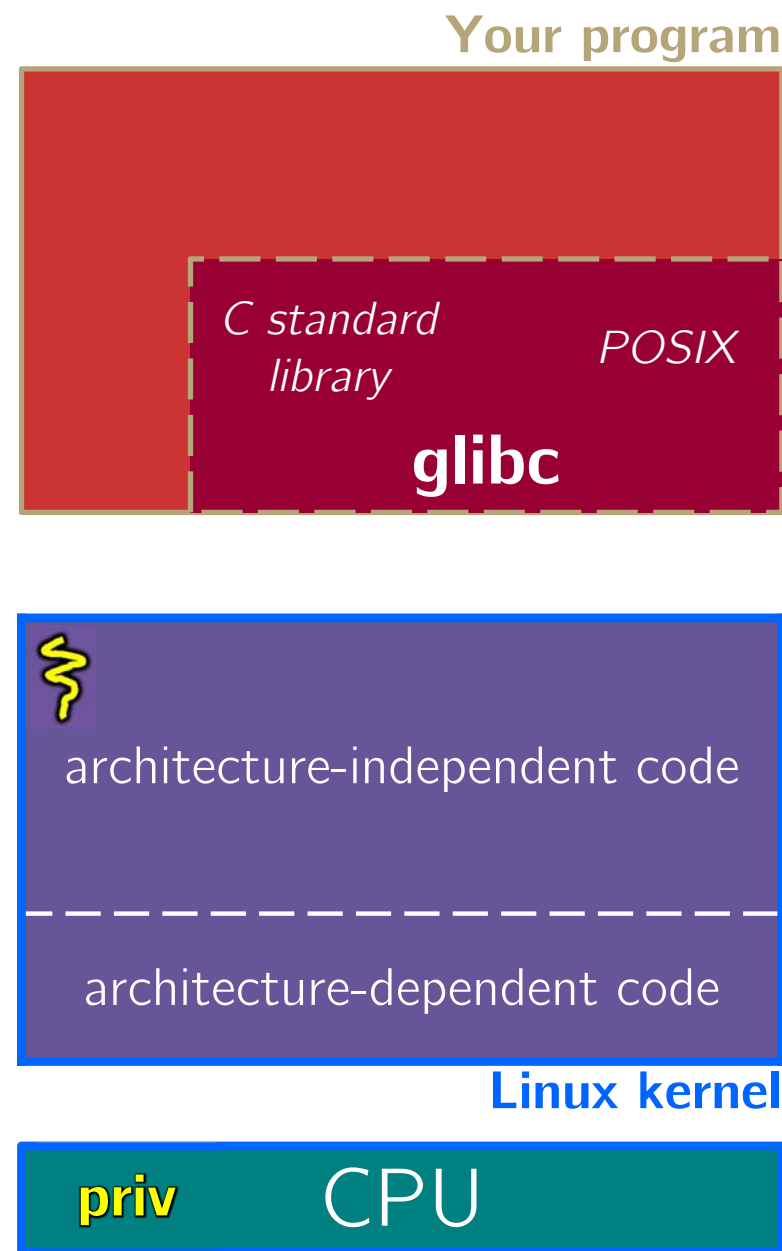 Your program
C standard
library
POSIX
glibc
architecture-independent code
architecture-dependent code
Linux kernel
priv
CPU